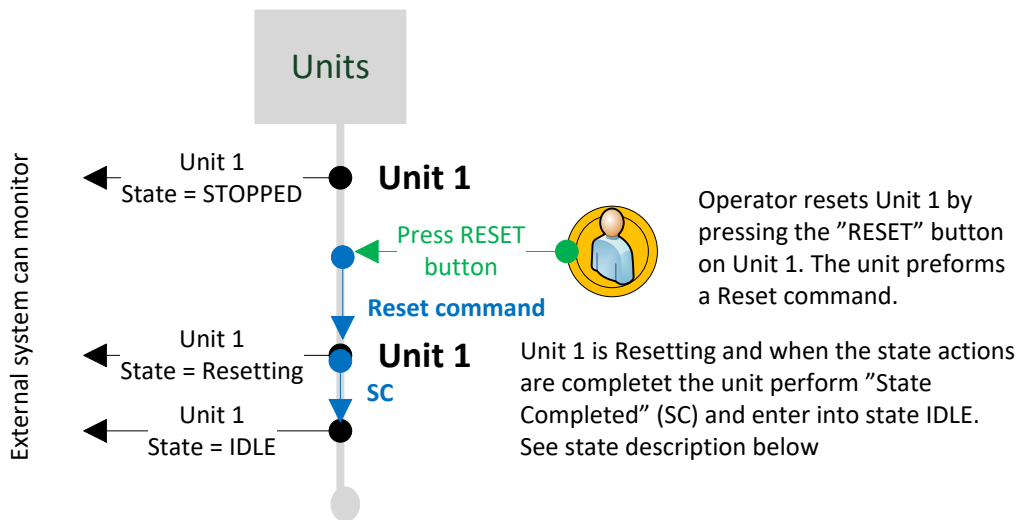 Units
External system can monitor
Unit 1
State = STOPPED
Unit 1
Press RESET
button
Operator resets Unit 1 by
pressing the ”RESET” button
on Unit 1. The unit preforms
a Reset command.
Reset command
Unit 1
State = Resetting
Unit 1
SC
Unit 1 is Resetting and when the state actions
are completet the unit perform ”State
Completed” (SC) and enter into state IDLE.
See state description below
Unit 1
State = IDLE